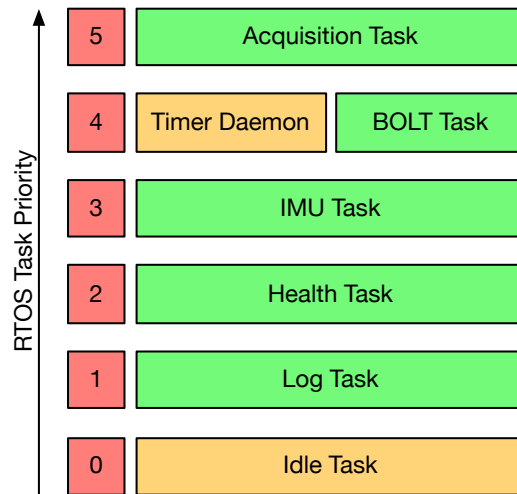 RTOS Task Priority
5 Acquisition Task
4 Timer Daemon BOLT Task
3 IMU Task
2 Health Task
1 Log Task
0 Idle Task